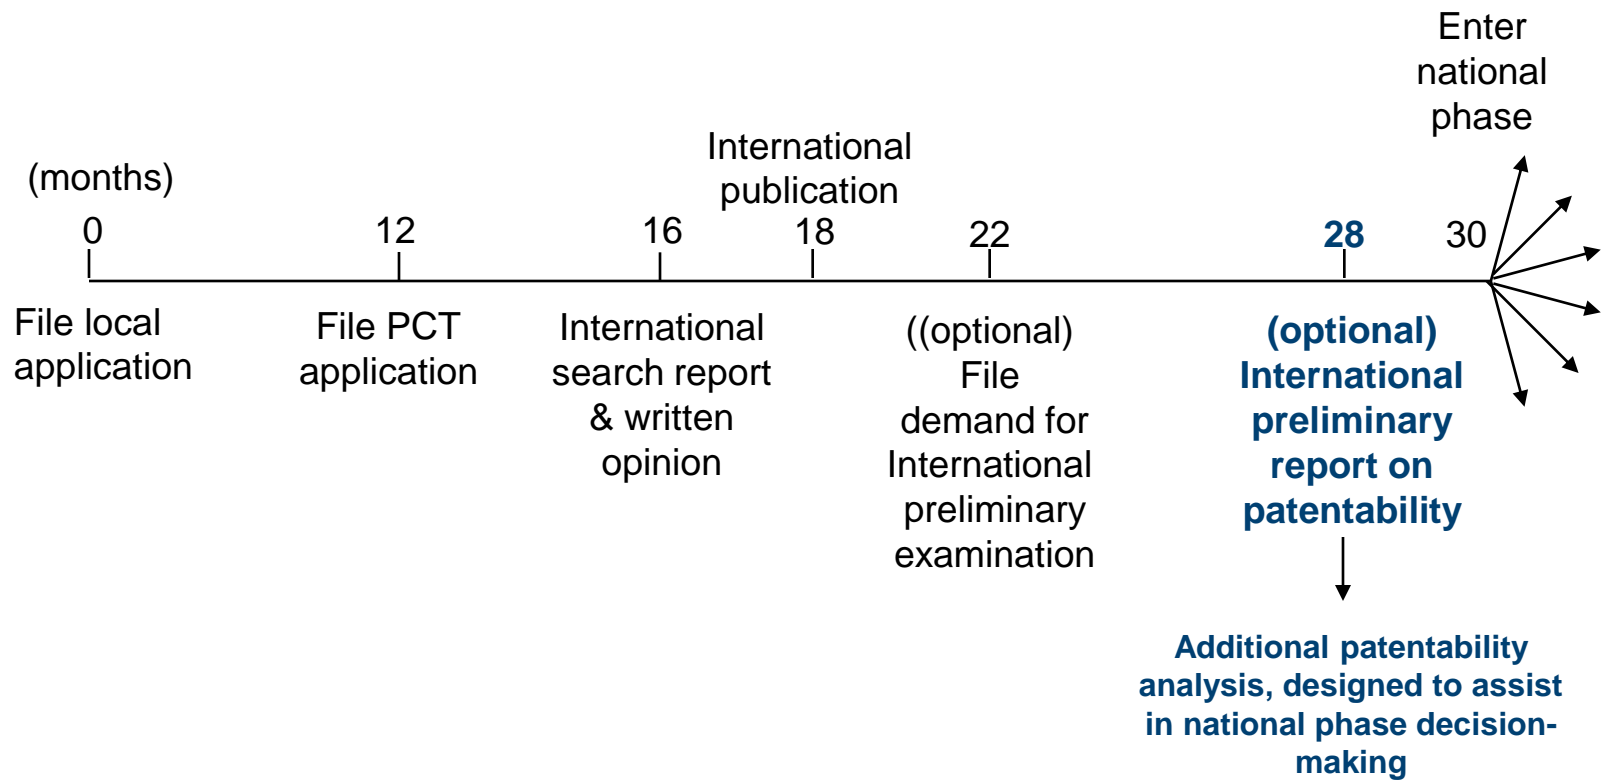 Enter
national
phase
International
publication
(months)
0
12
16
18
22
28
30
File local
application
File PCT
application
International
search report
& written
opinion
((optional)
File
demand for
International
preliminary
examination
(optional)
International
preliminary
report on
patentability
Additional patentability
analysis, designed to assist
in national phase decision-
making